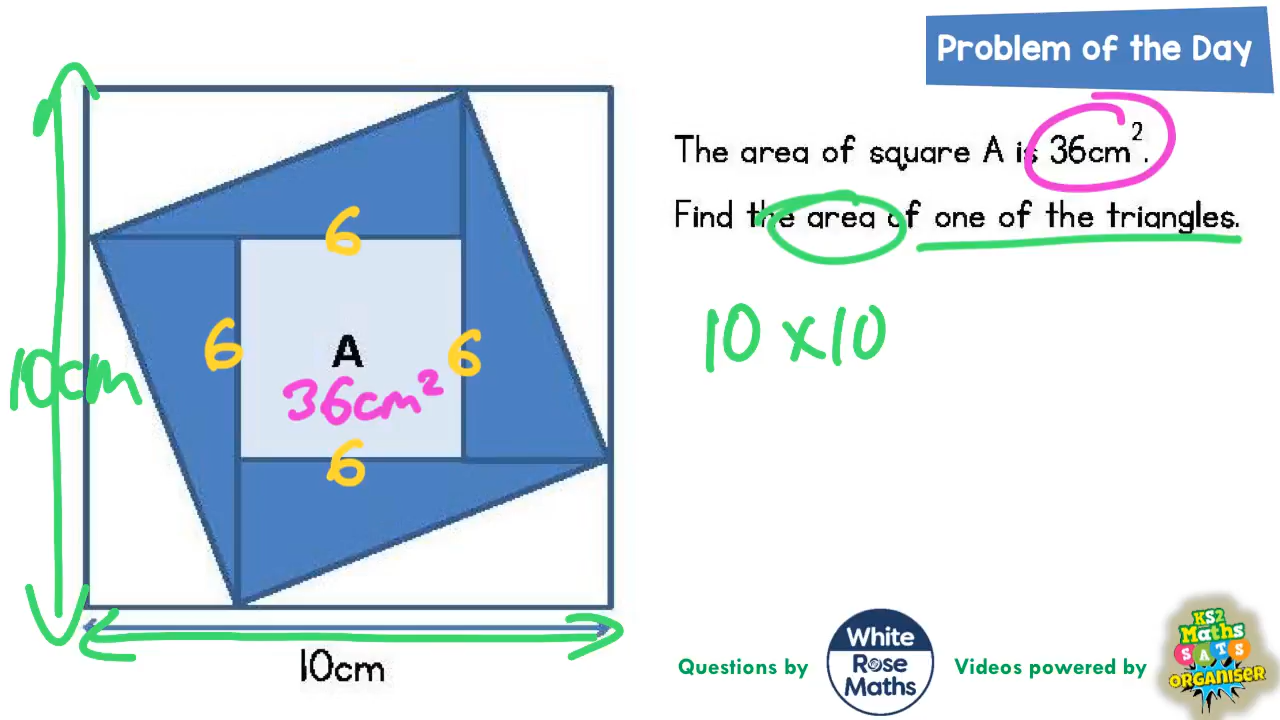 Problem of the Day
The area of square A is 36cm².
Find the area of one of the triangles.
10 x 10
10cm
6
6
A
6
36cm²
6
10cm
Questions by
White
Rose
Maths
Videos powered by
KS2
Maths
SATS
ORGANISER